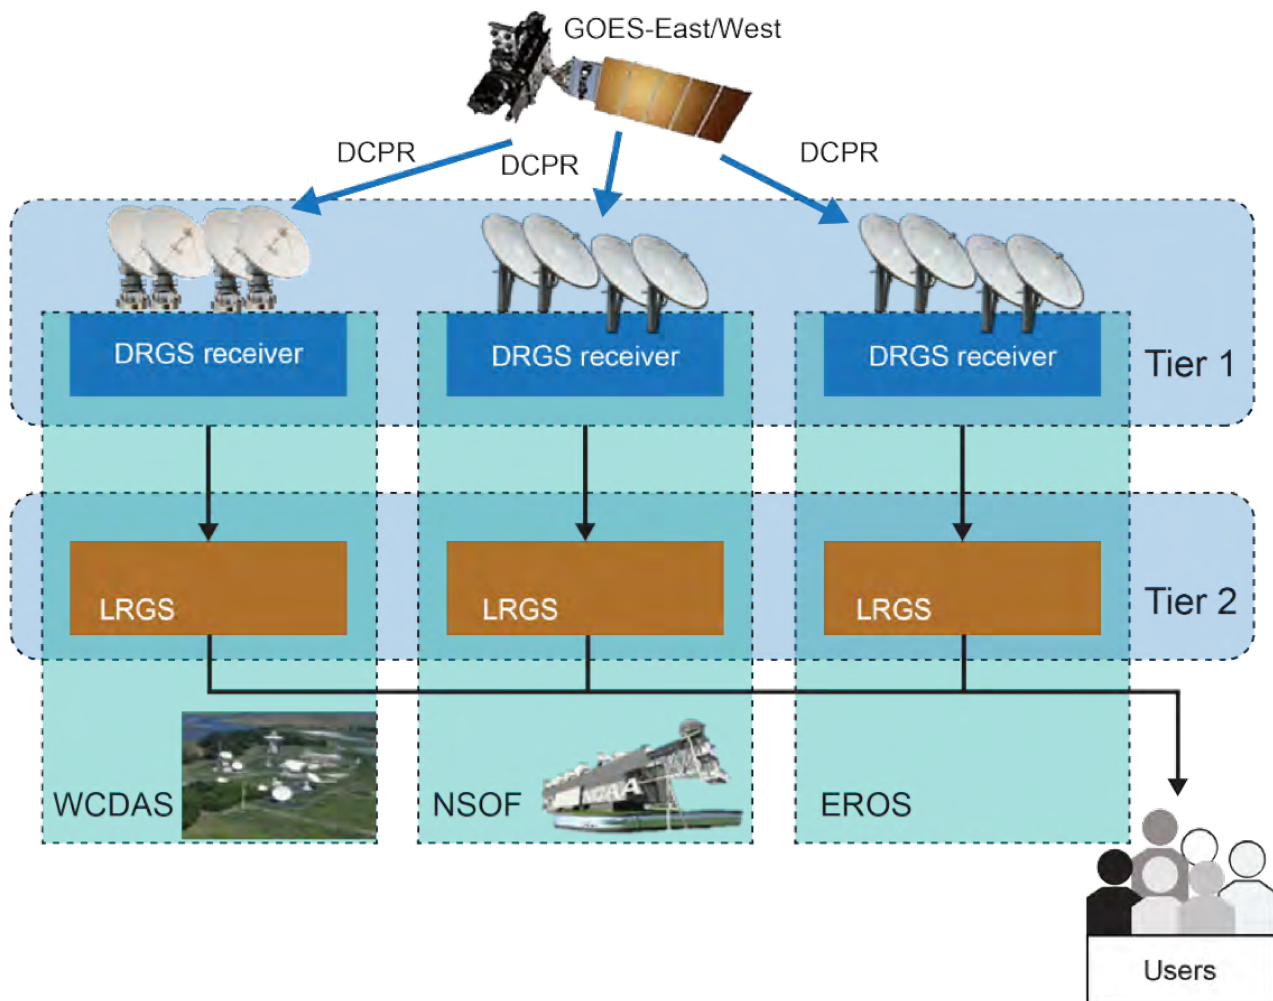 GOES-East/West
DCPR
DCPR
DCPR
DRGS receiver
DRGS receiver
DRGS receiver
Tier 1
LRGS
LRGS
LRGS
Tier 2
WCDAS
NSOF
NOAA
EROS
Users